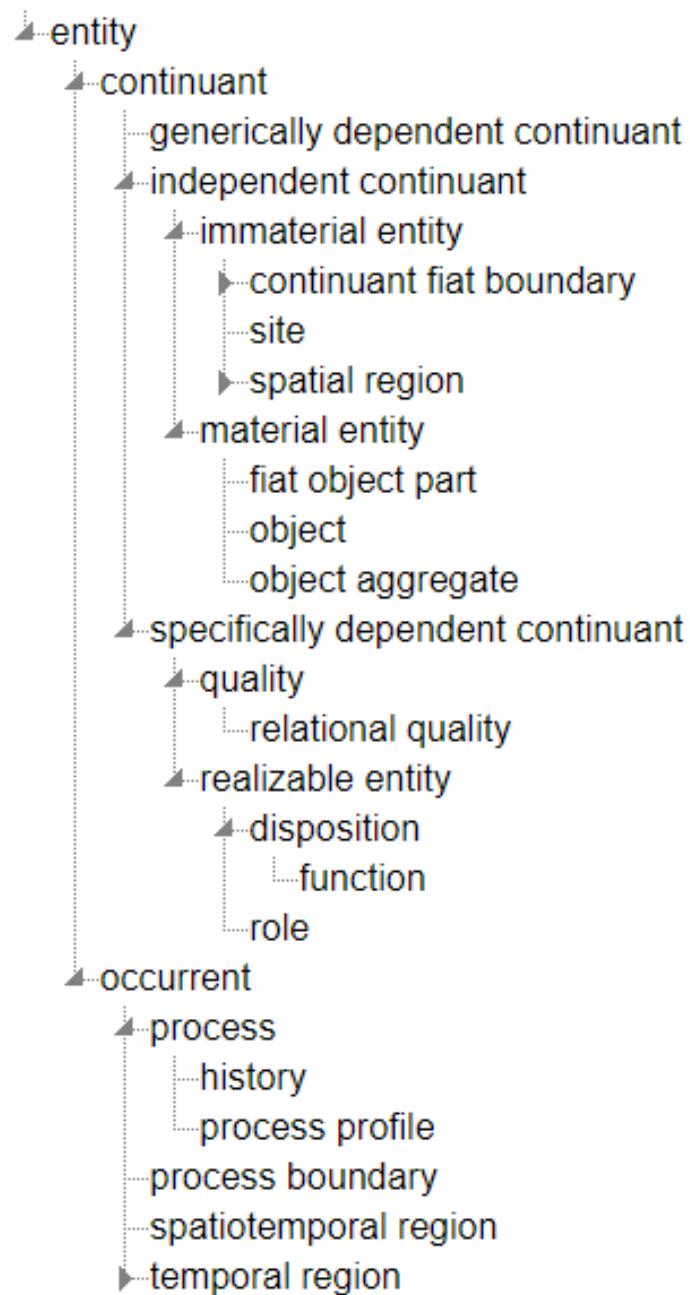 entity
continuant
generically dependent continuant
independent continuant
immaterial entity
continuant fiat boundary
site
spatial region
material entity
fiat object part
object
object aggregate
specifically dependent continuant
quality
relational quality
realizable entity
disposition
function
role
occurrent
process
history
process profile
process boundary
spatiotemporal region
temporal region